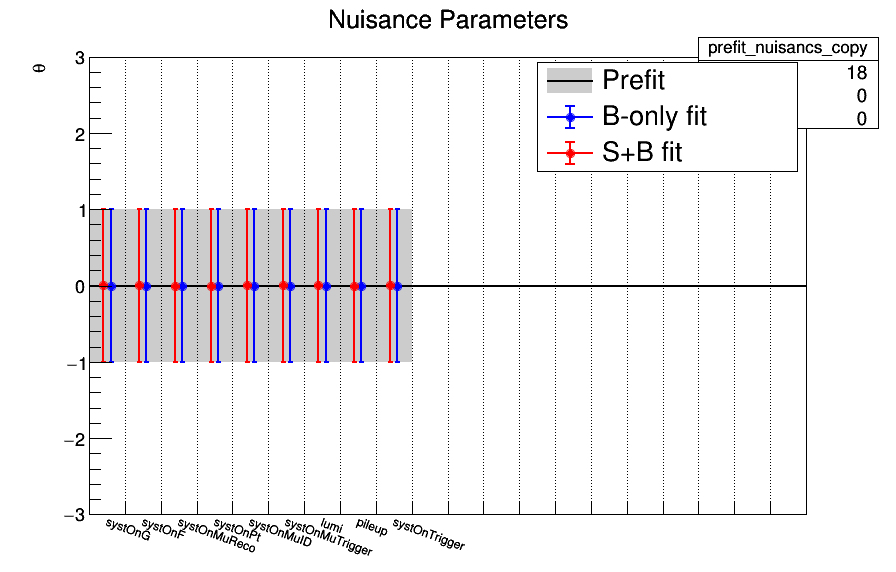 Nuisance Parameters
prefit_nuisancs_copy
18
0
0
Prefit
B-only fit
S+B fit
θ
3
2
1
0
−1
−2
−3
systOnG
systOnF
systOnMuReco
systOnPt
systOnMuID
systOnMuTrigger
lumi
pileup
systOnTrigger